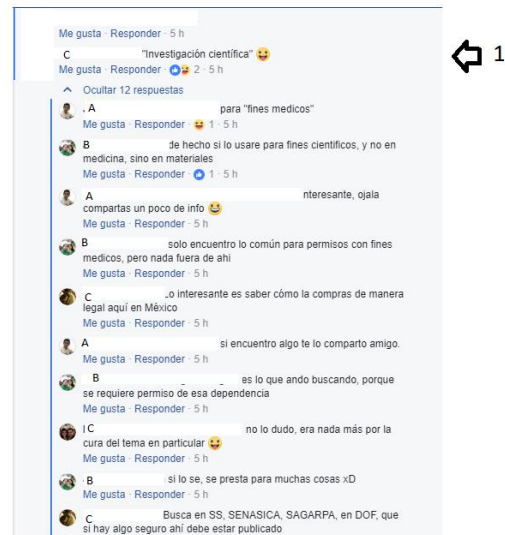 Me gusta · Responder · 5 h
C "Investigación científica" 😝
Me gusta · Responder · 2 · 5 h
1
Ocultar 12 respuestas
. A para "fines medicos"
Me gusta · Responder · 1 · 5 h
B de hecho si lo usare para fines cientificos, y no en
medicina, sino en materiales
Me gusta · Responder · 1 · 5 h
A nteresante, ojala
compartas un poco de info 😄
Me gusta · Responder · 5 h
B solo encuentro lo común para permisos con fines
medicos, pero nada fuera de ahi
Me gusta · Responder · 5 h
C .o interesante es saber cómo la compras de manera
legal aquí en México
Me gusta · Responder · 5 h
A si encuentro algo te lo comparto amigo.
Me gusta · Responder · 5 h
B es lo que ando buscando, porque
se requiere permiso de esa dependencia
Me gusta · Responder · 5 h
C no lo dudo, era nada más por la
cura del tema en particular 😝
Me gusta · Responder · 5 h
B si lo se, se presta para muchas cosas xD
Me gusta · Responder · 5 h
C Busca en SS, SENASICA, SAGARPA, en DOF, que
si hay algo seguro ahí debe estar publicado